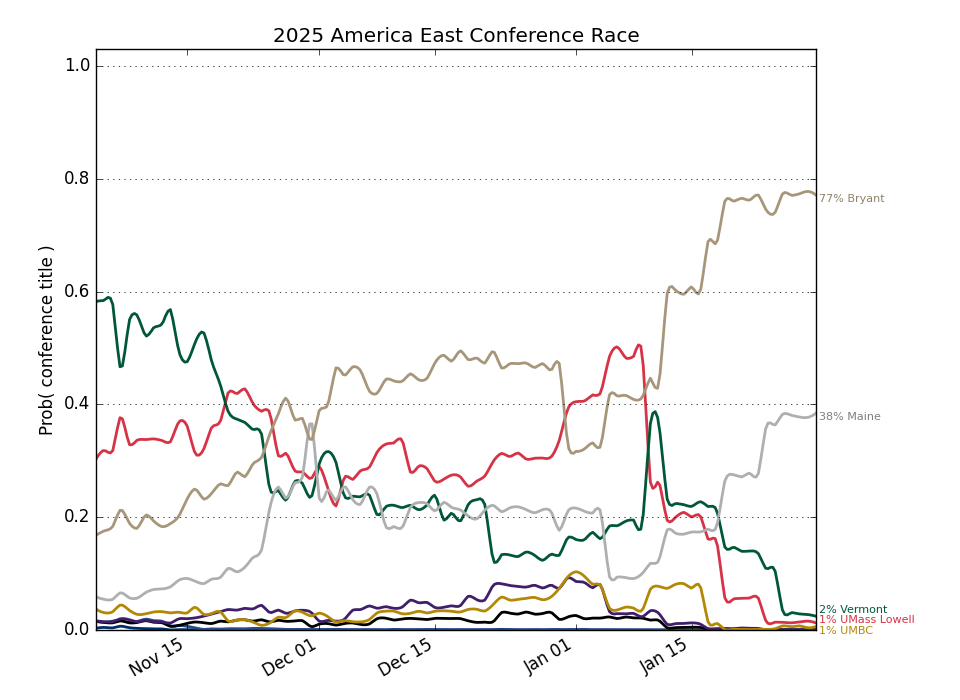 2025 America East Conference Race
Prob( conference title )
1.0
0.8
0.6
0.4
0.2
0.0
77% Bryant
38% Maine
2% Vermont
1% UMass Lowell
1% UMBC
Nov 15
Dec 01
Dec 15
Jan 01
Jan 15